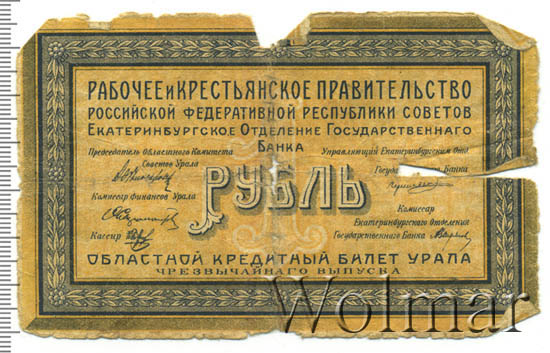 РАБОЧЕЕ И КРЕСТЬЯНСКОЕ ПРАВИТЕЛЬСТВО
РОССИЙСКОЙ ФЕДЕРАТИВНОЙ РЕСПУБЛИКИ СОВЕТОВ
ЕКАТЕРИНБУРГСКОЕ ОТДЕЛЕНИЕ ГОСУДАРСТВЕННАГО
БАНКА
Председатель Областного Комитета
Советов Урала
Управляющий Екатеринбургским Отд.
Банка
Комиссар финансов Урала
РУБЛЬ
Комиссар
Екатеринбургского Отделения
Государственного Банка
Кассир
ОБЛАСТНОЙ КРЕДИТНЫЙ БИЛЕТ УРАЛА
ЧРЕЗВЫЧАЙНАГО ВЫПУСКА
Wolmar